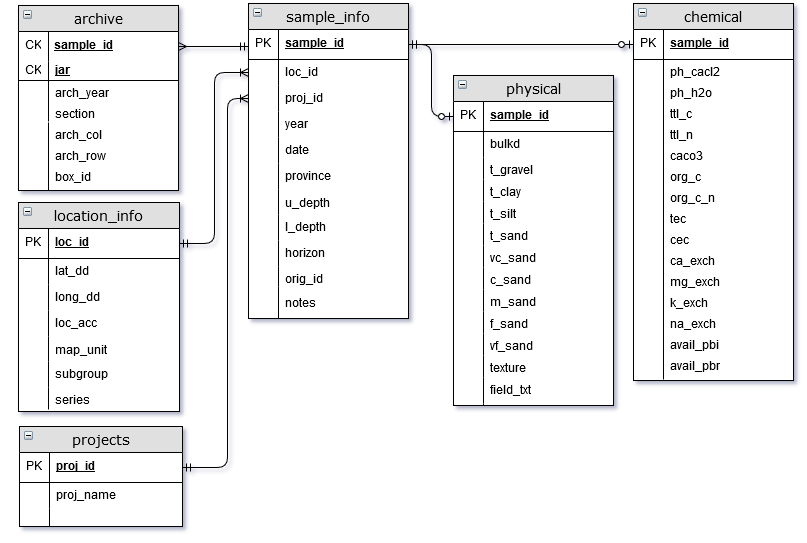 archive
CK sample_id
CK jar
arch_year
section
arch_col
arch_row
box_id
location_info
PK loc_id
lat_dd
long_dd
loc_acc
map_unit
subgroup
series
projects
PK proj_id
proj_name
sample_info
PK sample_id
loc_id
proj_id
year
date
province
u_depth
l_depth
horizon
orig_id
notes
physical
PK sample_id
bulkd
t_gravel
t_clay
t_silt
t_sand
vc_sand
c_sand
m_sand
f_sand
vf_sand
texture
field_txt
chemical
PK sample_id
ph_cacl2
ph_h2o
ttl_c
ttl_n
caco3
org_c
org_c_n
tec
cec
ca_exch
mg_exch
k_exch
na_exch
avail_pbi
avail_pbr